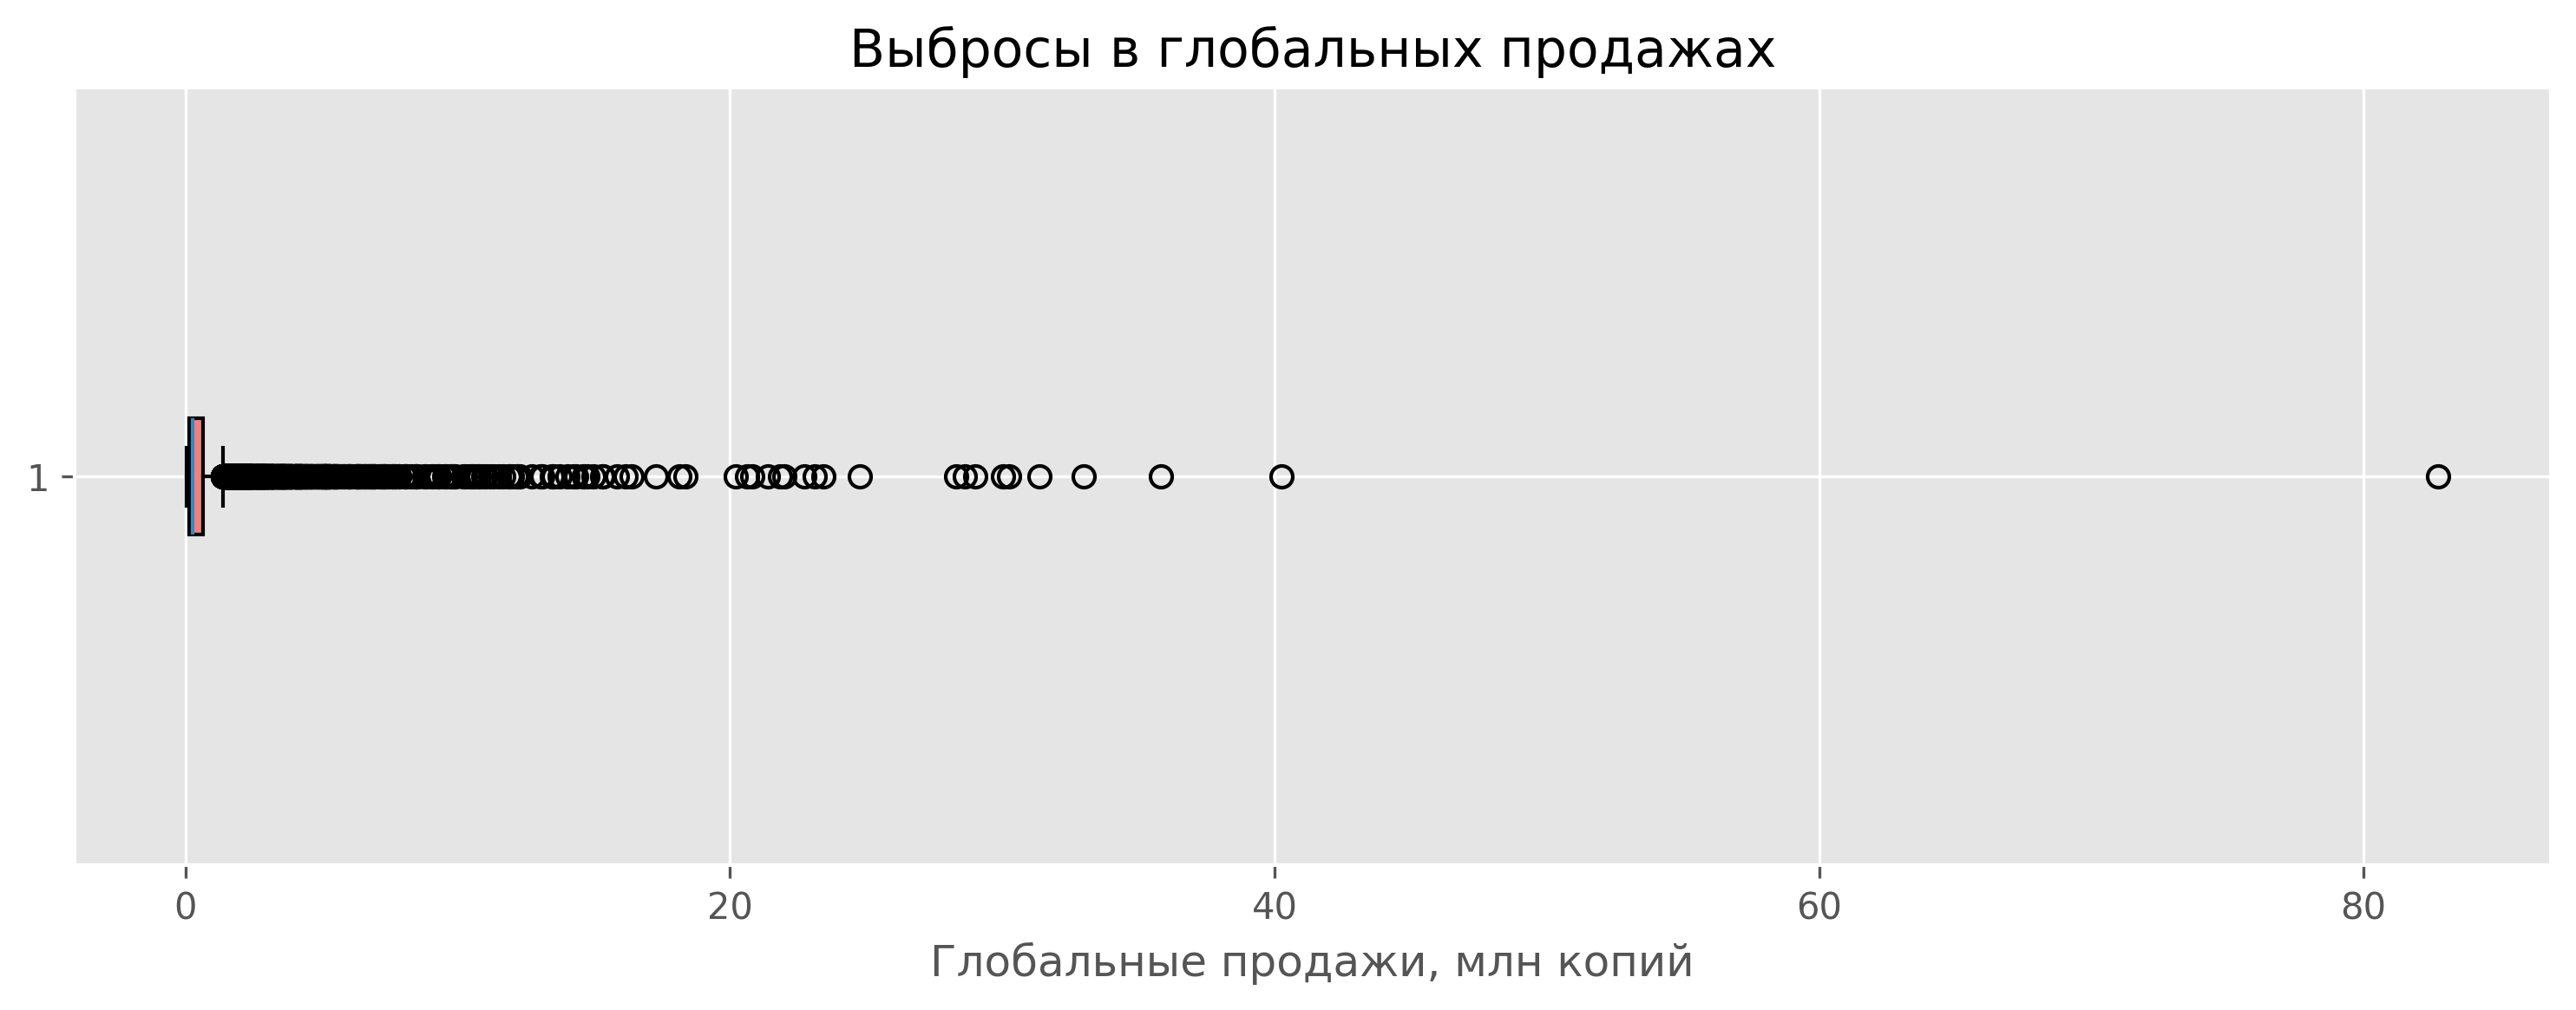 Выбросы в глобальных продажах
1
0 20 40 60 80
Глобальные продажи, млн копий